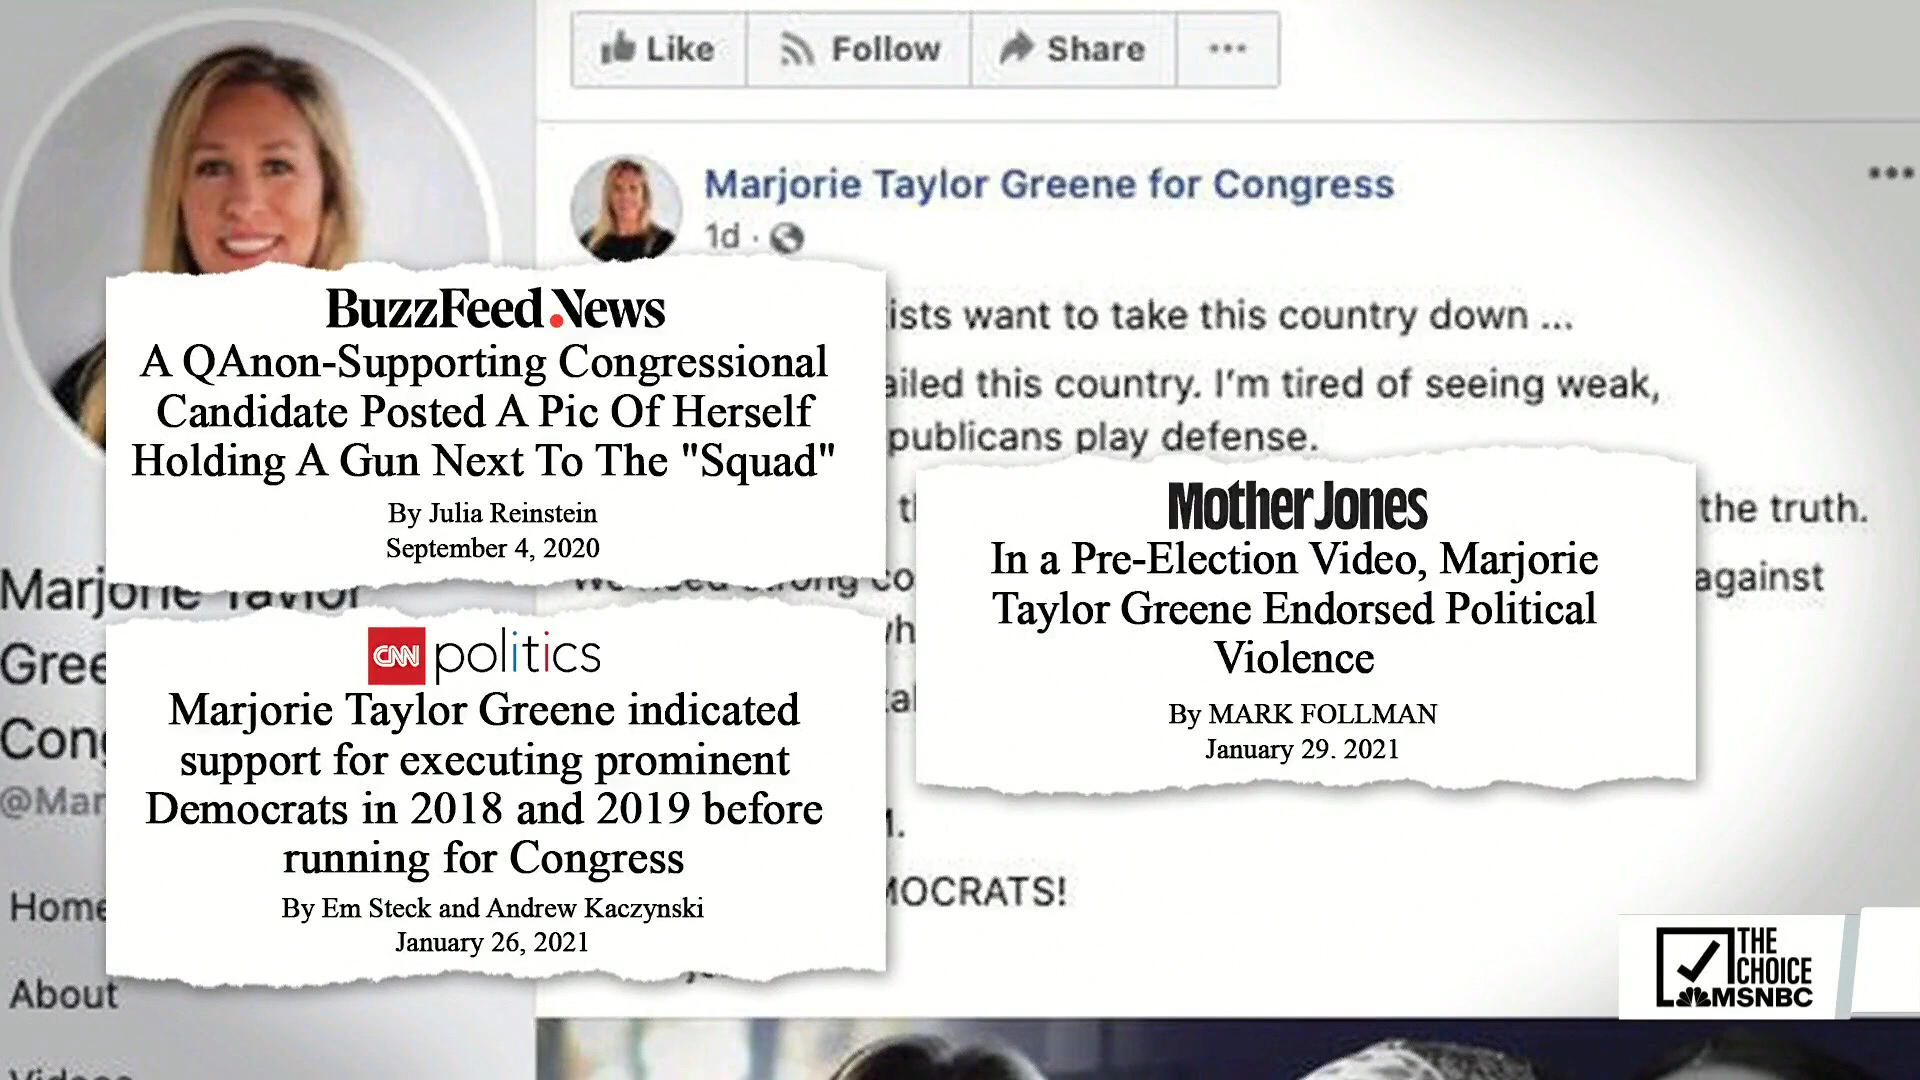 Like
Follow
Share
Marjorie Taylor Greene for Congress
1d
want to take this country down ...
this country. I'm tired of seeing weak,
play defense.
the truth.
against
BuzzFeed News
A QAnon-Supporting Congressional
Candidate Posted A Pic Of Herself
Holding A Gun Next To The "Squad"
By Julia Reinstein
September 4, 2020
Mother Jones
In a Pre-Election Video, Marjorie
Taylor Greene Endorsed Political
Violence
By MARK FOLLMAN
January 29. 2021
Marjorie Taylor
CNN politics
Marjorie Taylor Greene indicated
support for executing prominent
Democrats in 2018 and 2019 before
running for Congress
By Em Steck and Andrew Kaczynski
January 26, 2021
Home
About
Videos
THE
CHOICE
MSNBC